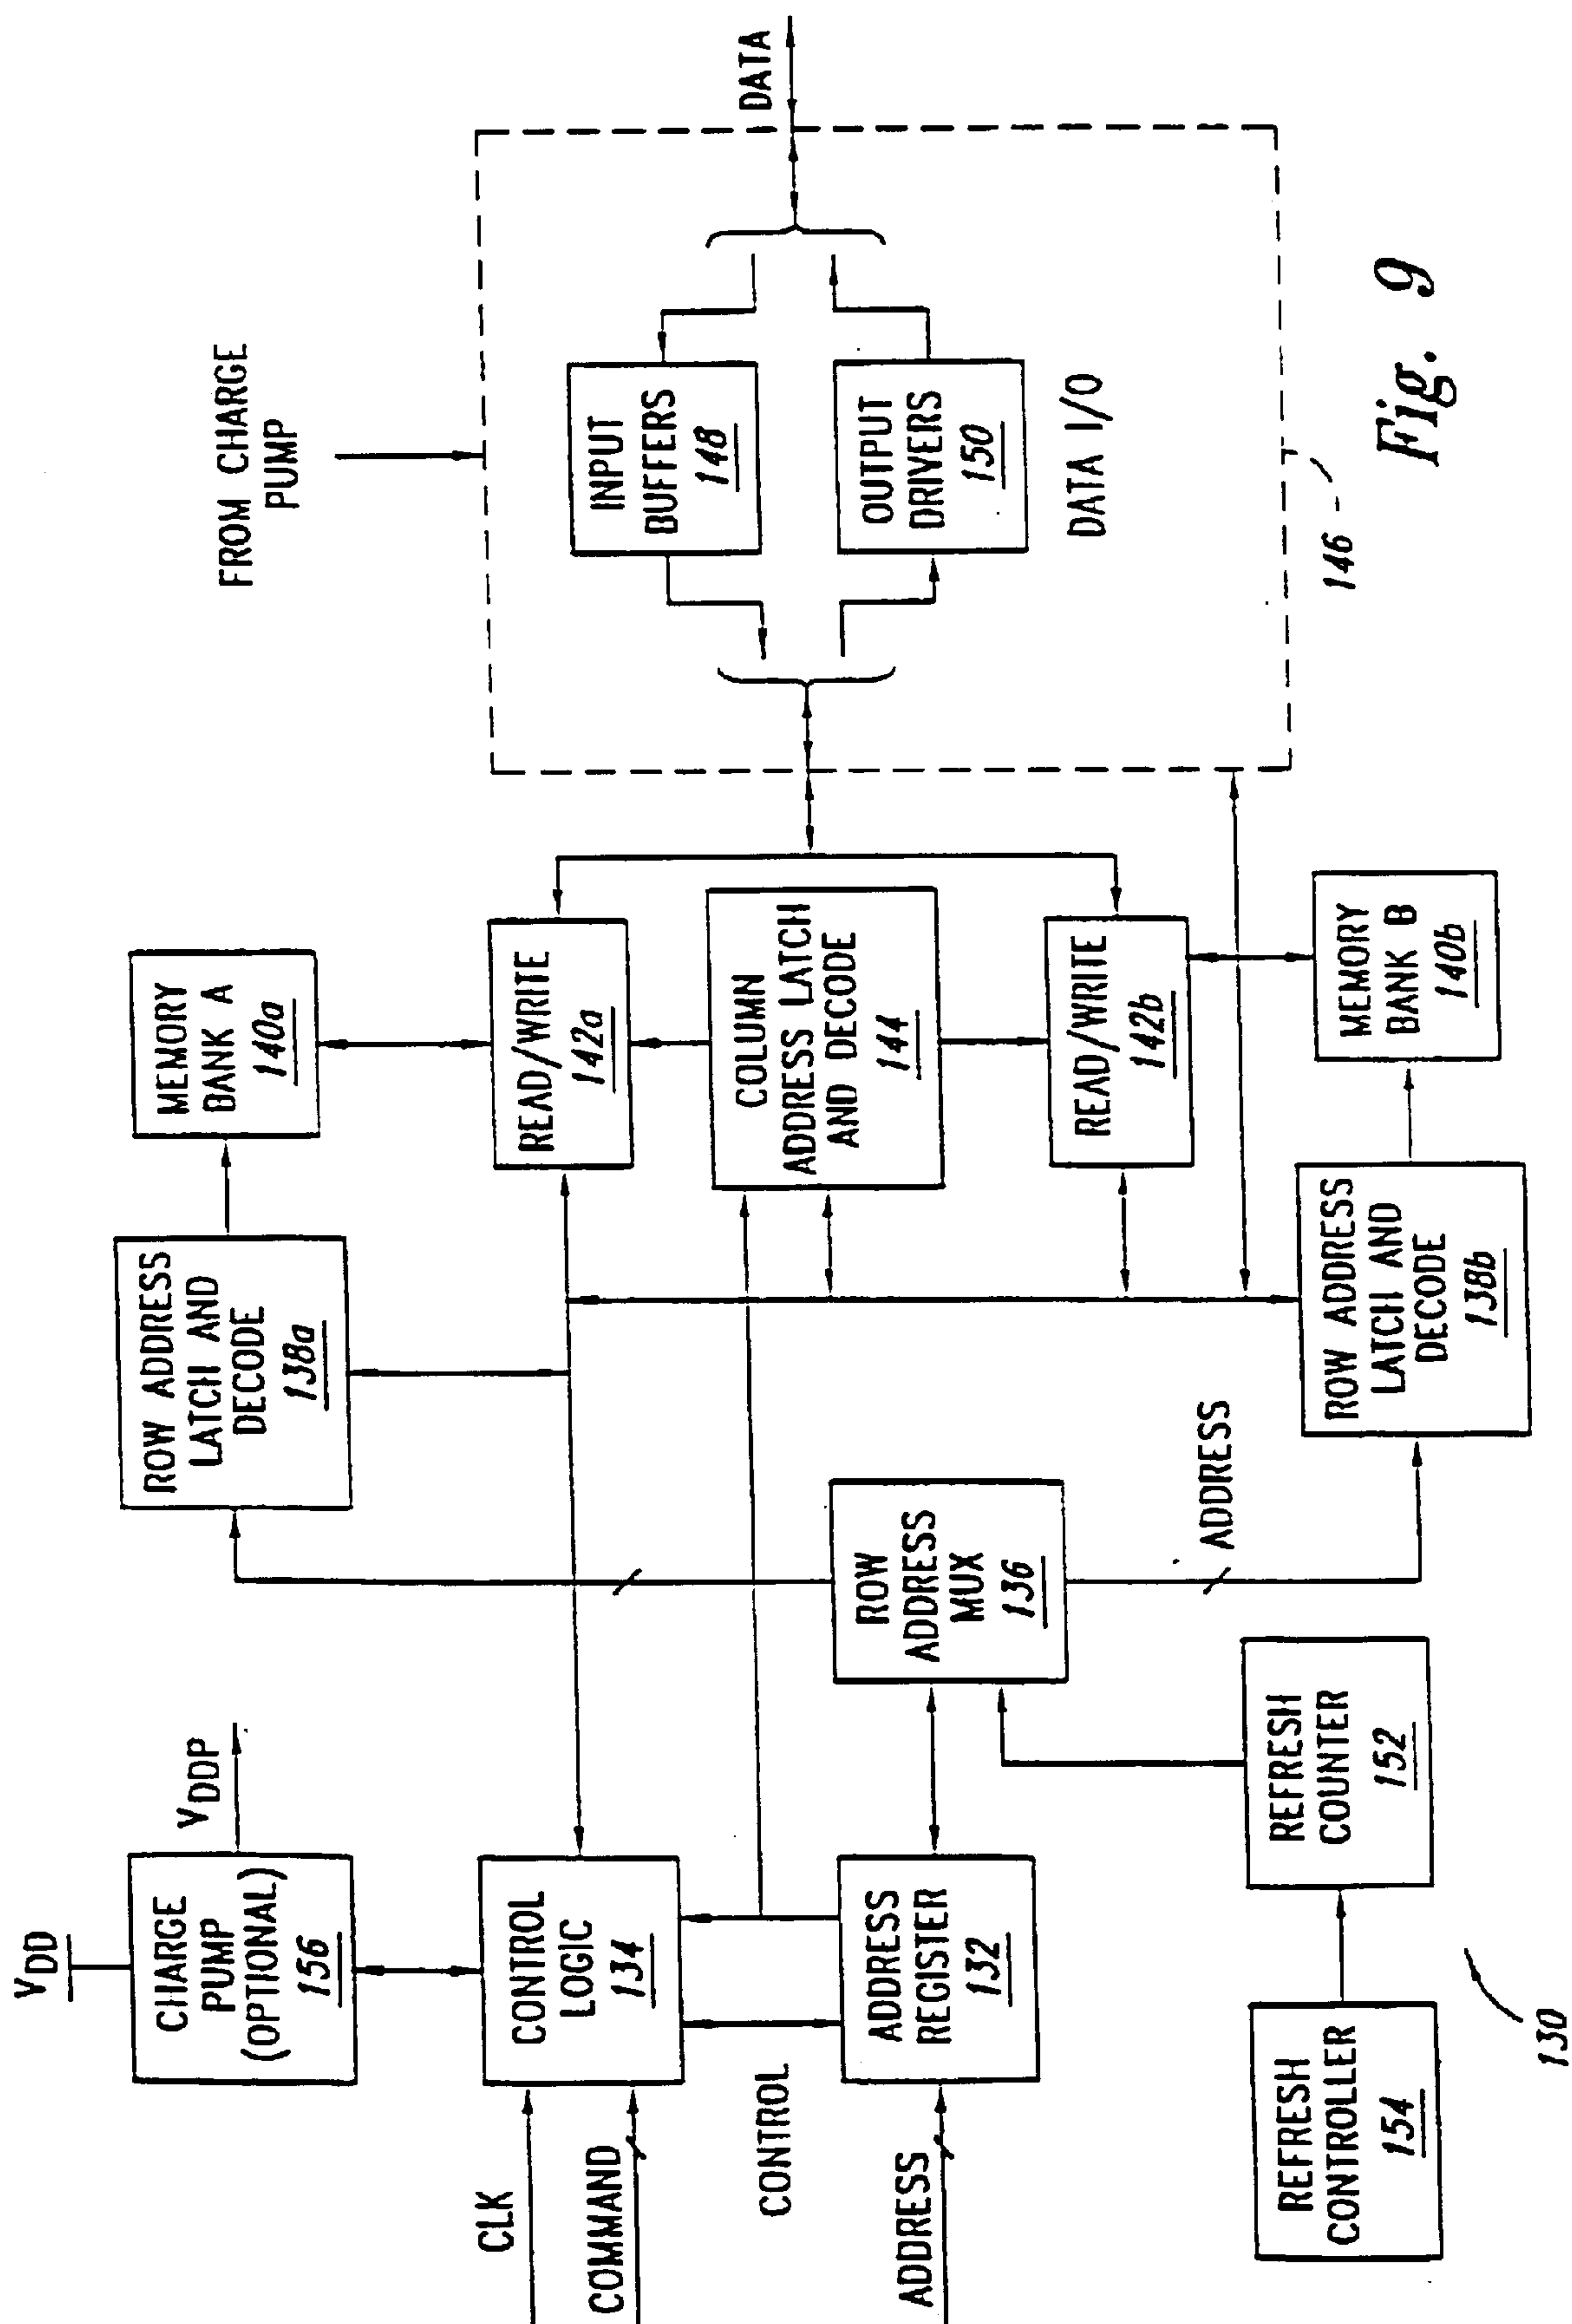 V_DD
CHARGE
PUMP
(OPTIONAL)
156
V_DDP
ROW ADDRESS
LATCH AND
DECODE
138a
MEMORY
BANK A
140a
FROM CHARGE
PUMP
CLK
COMMAND
CONTROL
LOGIC
134
READ/WRITE
142a
INPUT
BUFFERS
148
DATA
CONTROL
COLUMN
ADDRESS LATCH
AND DECODE
144
ADDRESS
ADDRESS
REGISTER
132
ROW
ADDRESS
MUX
136
OUTPUT
DRIVERS
150
DATA I/O
READ/WRITE
142b
ADDRESS
REFRESH
CONTROLLER
154
REFRESH
COUNTER
152
ROW ADDRESS
LATCH AND
DECODE
138b
MEMORY
BANK B
140b
146
130
Fig. 9